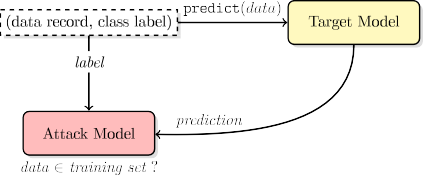 (data record, class label)
predict(data)
Target Model
label
prediction
Attack Model
data ∈ training set ?